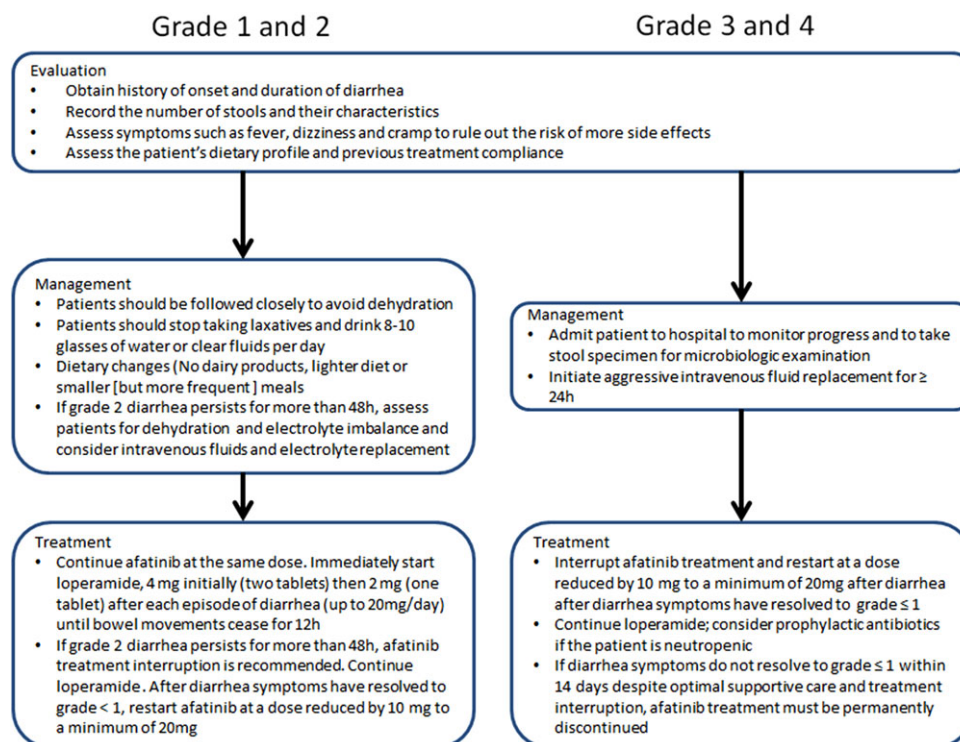 Grade 1 and 2
Grade 3 and 4
Evaluation
• Obtain history of onset and duration of diarrhea
• Record the number of stools and their characteristics
• Assess symptoms such as fever, dizziness and cramp to rule out the risk of more side effects
• Assess the patient's dietary profile and previous treatment compliance
Management
• Patients should be followed closely to avoid dehydration
• Patients should stop taking laxatives and drink 8-10
glasses of water or clear fluids per day
• Dietary changes (No dairy products, lighter diet or
smaller [but more frequent ] meals
• If grade 2 diarrhea persists for more than 48h, assess
patients for dehydration and electrolyte imbalance and
consider intravenous fluids and electrolyte replacement
Management
• Admit patient to hospital to monitor progress and to take
stool specimen for microbiologic examination
• Initiate aggressive intravenous fluid replacement for ≥
24h
Treatment
• Continue afatinib at the same dose. Immediately start
loperamide, 4 mg initially (two tablets) then 2 mg (one
tablet) after each episode of diarrhea (up to 20mg/day)
until bowel movements cease for 12h
• If grade 2 diarrhea persists for more than 48h, afatinib
treatment interruption is recommended. Continue
loperamide. After diarrhea symptoms have resolved to
grade < 1, restart afatinib at a dose reduced by 10 mg to
a minimum of 20mg
Treatment
• Interrupt afatinib treatment and restart at a dose
reduced by 10 mg to a minimum of 20mg after diarrhea
after diarrhea symptoms have resolved to grade ≤ 1
• Continue loperamide; consider prophylactic antibiotics
if the patient is neutropenic
• If diarrhea symptoms do not resolve to grade ≤ 1 within
14 days despite optimal supportive care and treatment
interruption, afatinib treatment must be permanently
discontinued